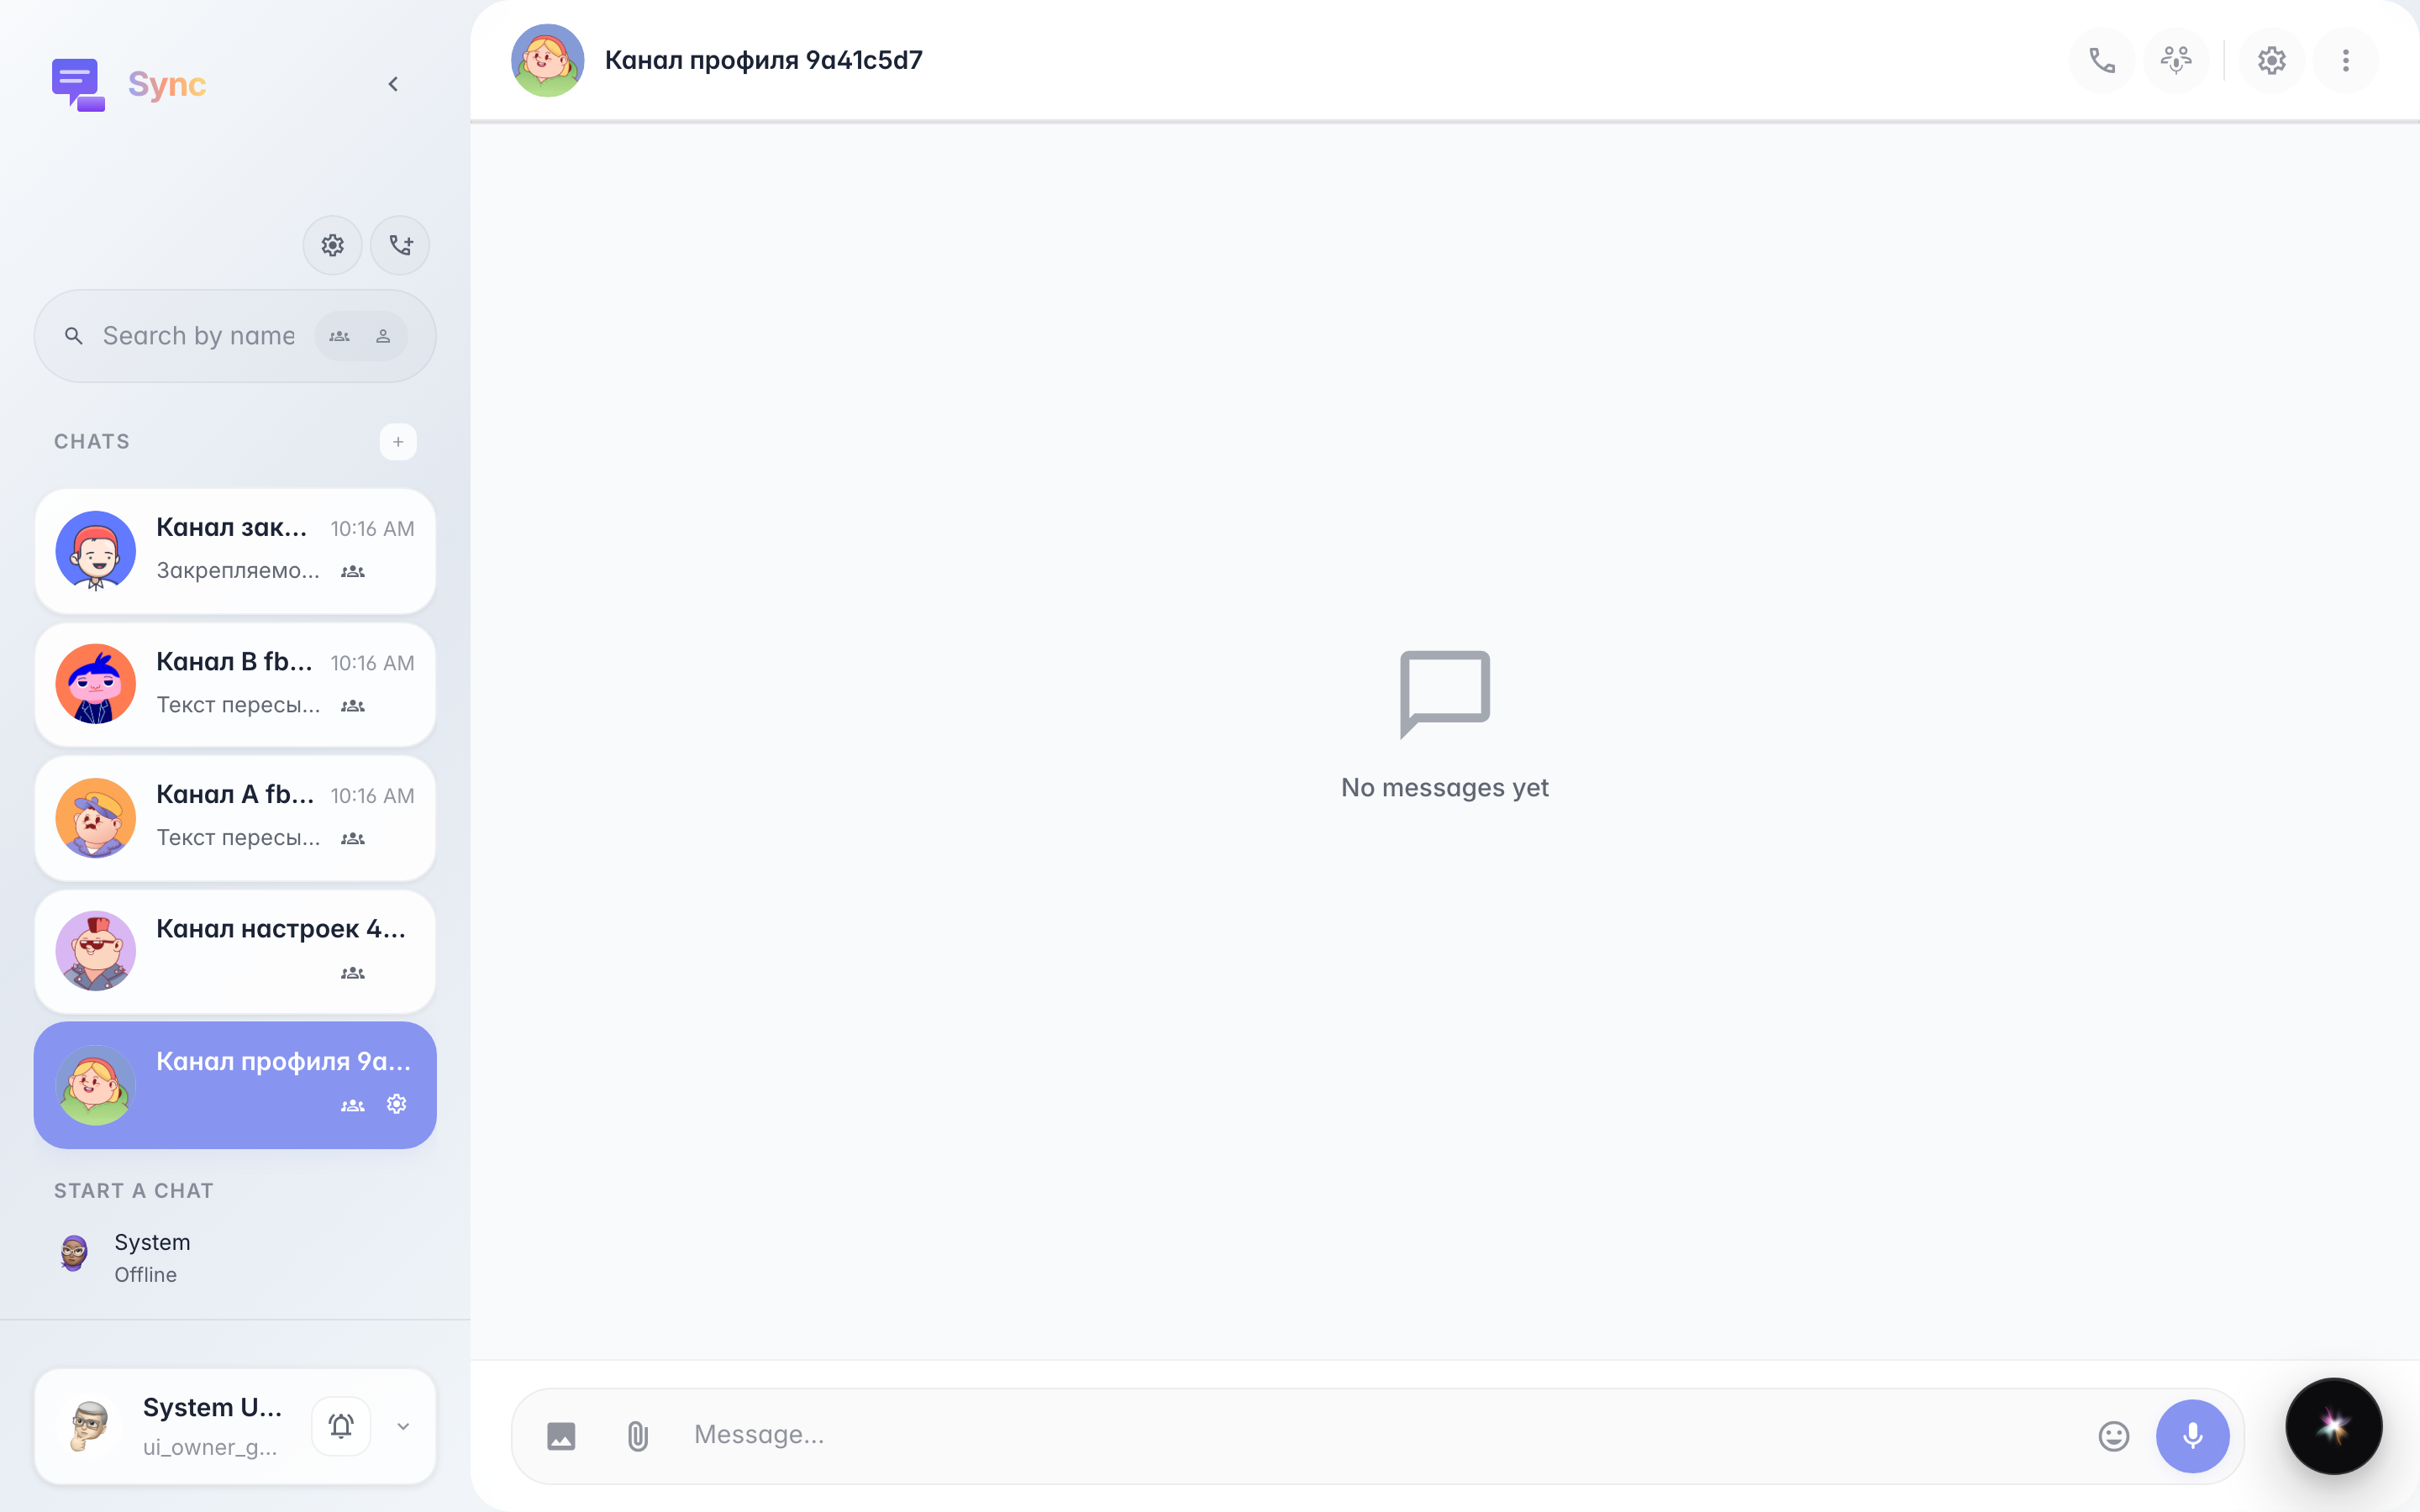 Sync
Search by name
CHATS
Канал зак... 10:16 AM
Закрепляемо...
Канал B fb... 10:16 AM
Текст пересы...
Канал A fb... 10:16 AM
Текст пересы...
Канал настроек 4...
Канал профиля 9a...
START A CHAT
System
Offline
System U...
ui_owner_g...
Канал профиля 9a41c5d7
No messages yet
Message...